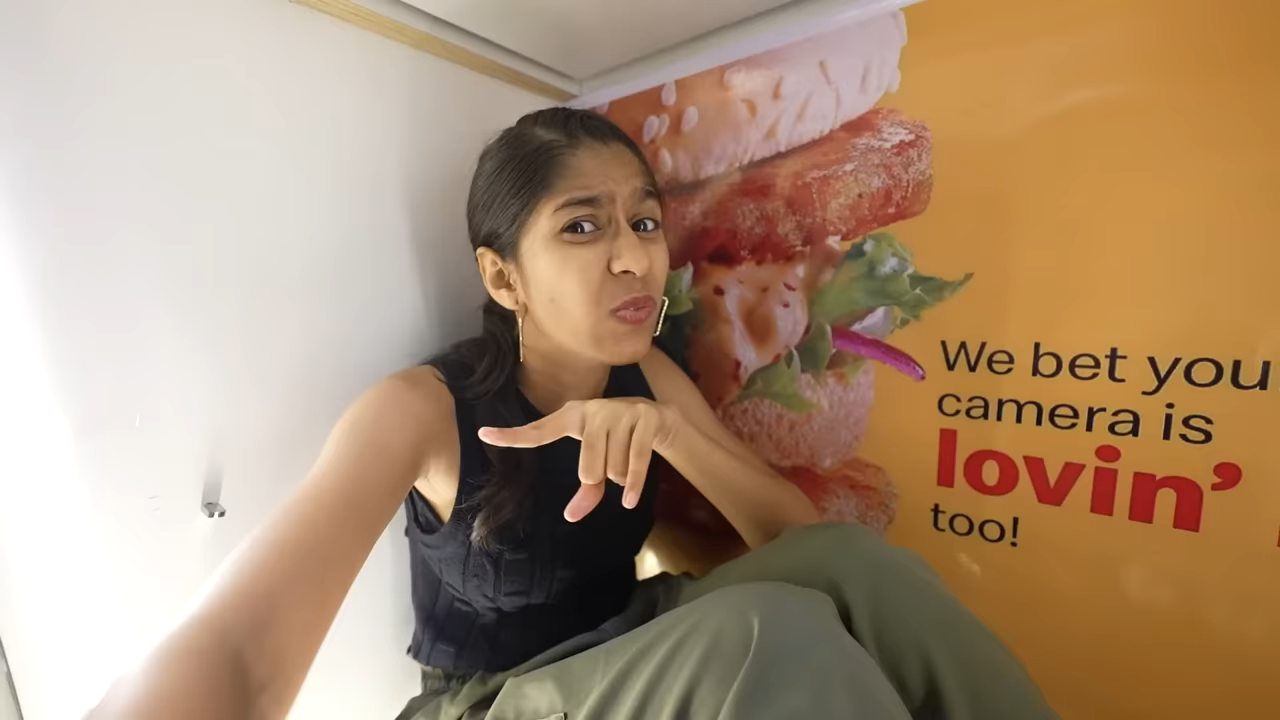 We bet you
camera is
lovin’
too!